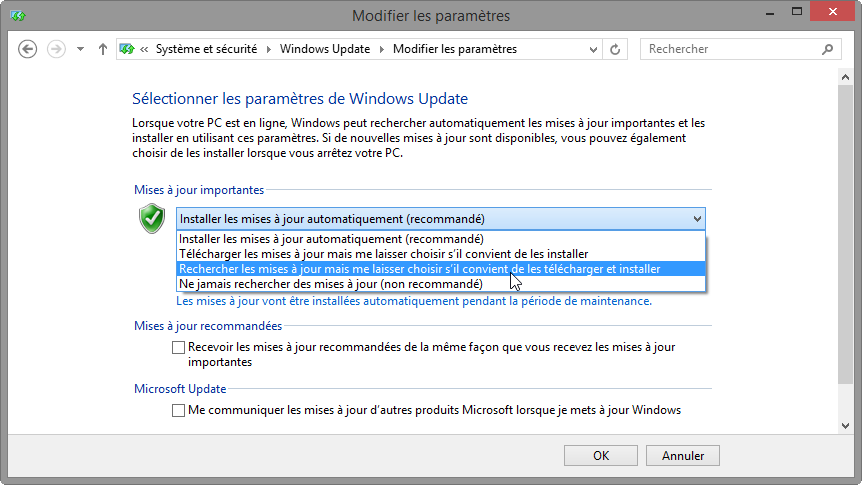 Modifier les paramètres
« Système et sécurité Windows Update Modifier les paramètres
Rechercher
Sélectionner les paramètres de Windows Update
Lorsque votre PC est en ligne, Windows peut rechercher automatiquement les mises à jour importantes et les
installer en utilisant ces paramètres. Si de nouvelles mises à jour sont disponibles, vous pouvez également
choisir de les installer lorsque vous arrêtez votre PC.
Mises à jour importantes
Installer les mises à jour automatiquement (recommandé)
Installer les mises à jour automatiquement (recommandé)
Télécharger les mises à jour mais me laisser choisir s'il convient de les installer
Rechercher les mises à jour mais me laisser choisir s'il convient de les télécharger et installer
Ne jamais rechercher des mises à jour (non recommandé)
Les mises à jour vont être installées automatiquement pendant la période de maintenance.
Mises à jour recommandées
Recevoir les mises à jour recommandées de la même façon que vous recevez les mises à jour
importantes
Microsoft Update
Me communiquer les mises à jour d'autres produits Microsoft lorsque je mets à jour Windows
OK
Annuler